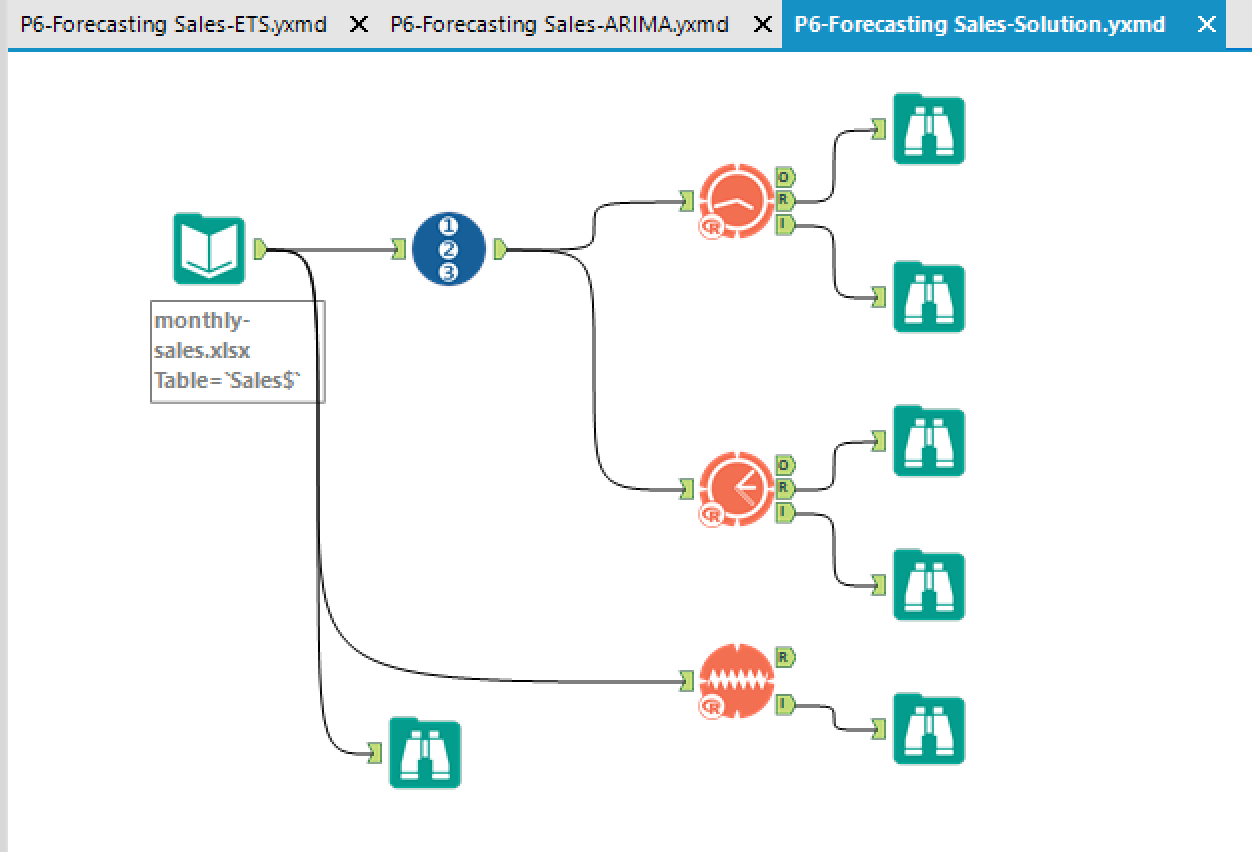 P6-Forecasting Sales-ETS.yxmd
P6-Forecasting Sales-ARIMA.yxmd
P6-Forecasting Sales-Solution.yxmd
monthly-
sales.xlsx
Table=`Sales$`
1
2
3
O
R
I
R
O
R
I
R
R
I
R